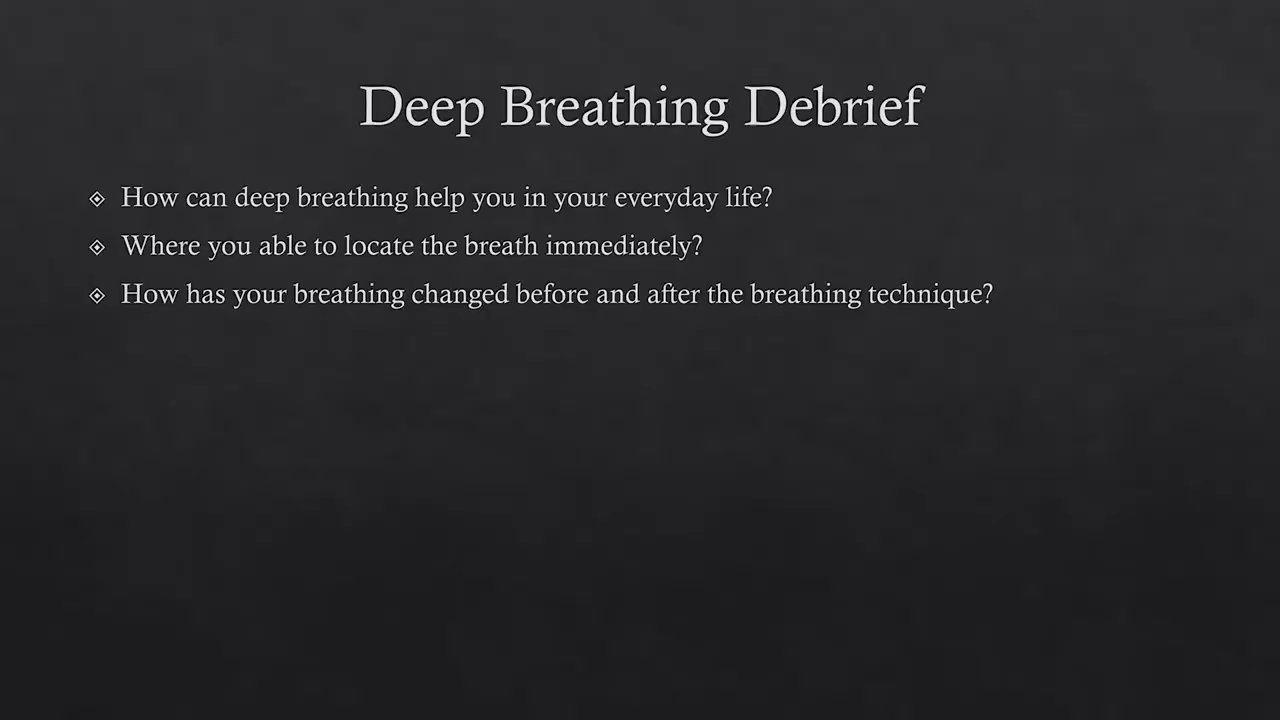 Deep Breathing Debrief
How can deep breathing help you in your everyday life?
Where you able to locate the breath immediately?
How has your breathing changed before and after the breathing technique?